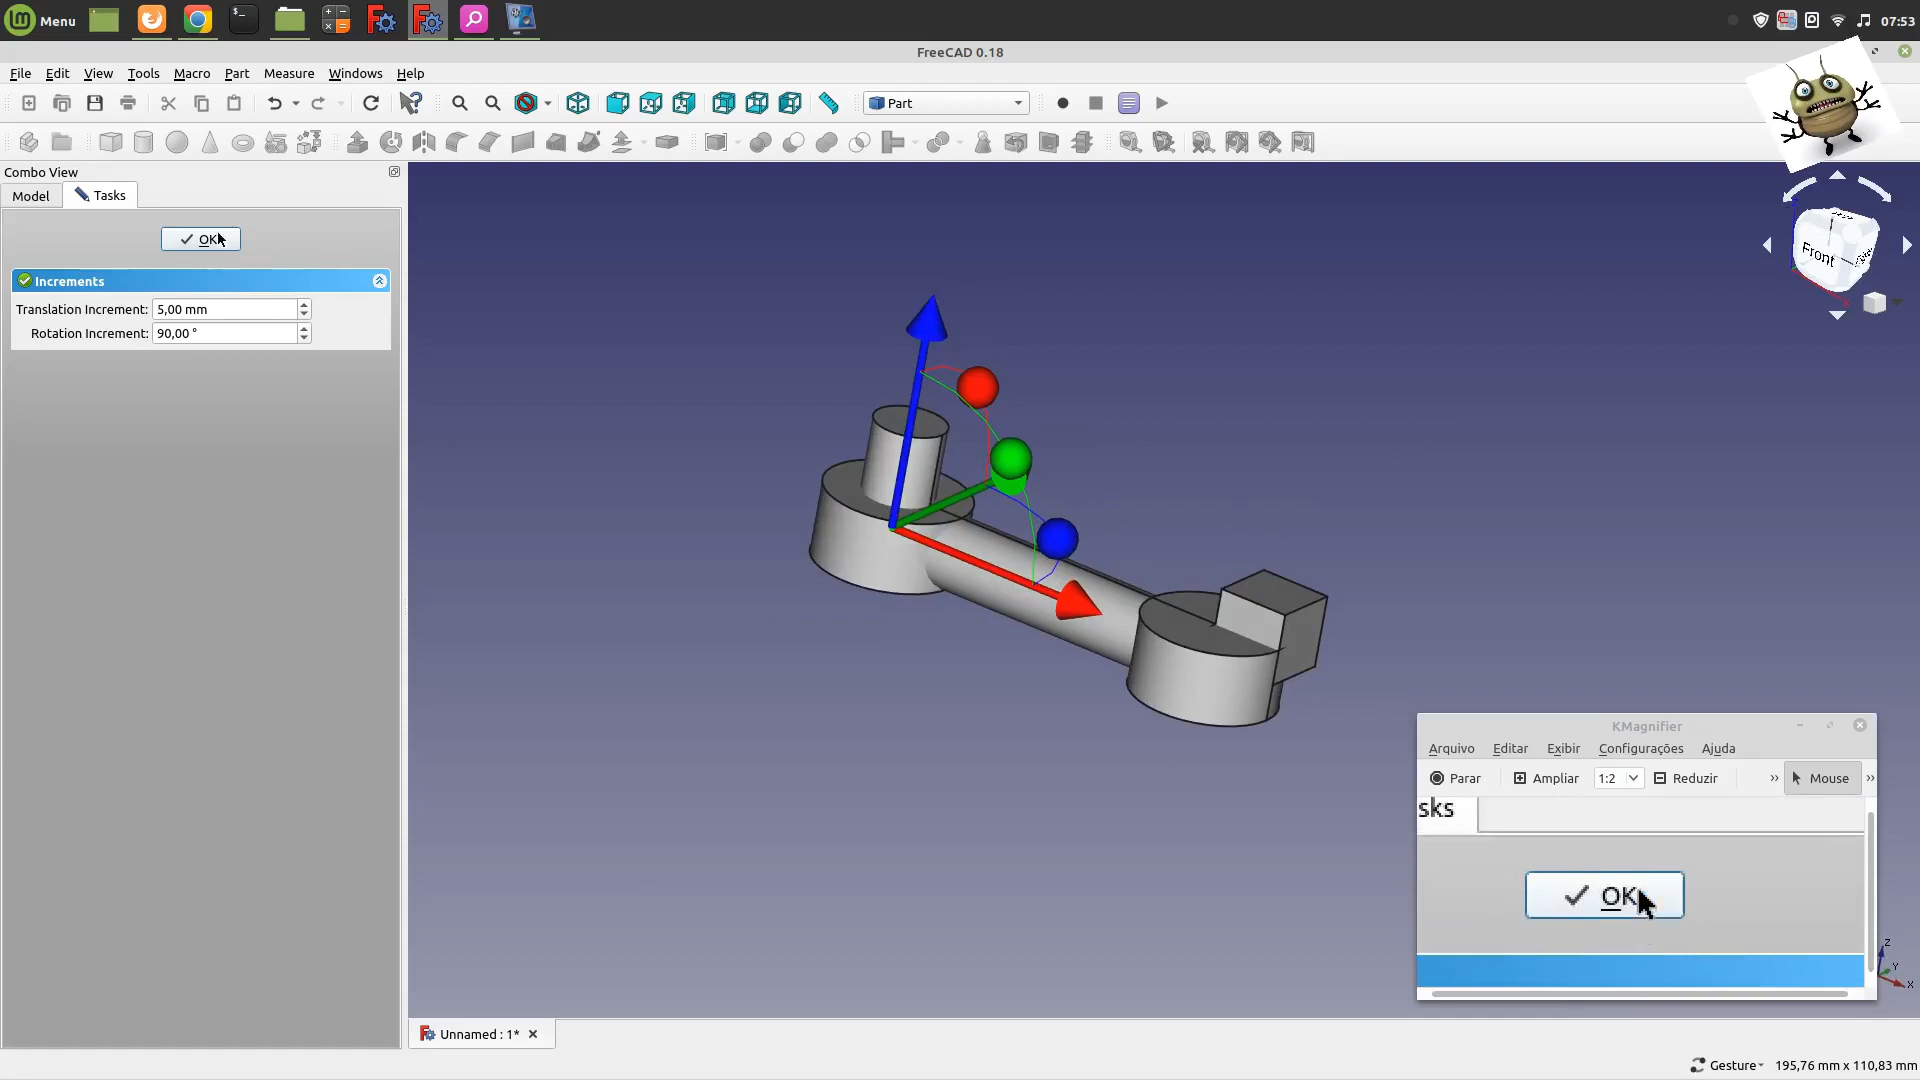 Menu
07:53
FreeCAD 0.18
File Edit View Tools Macro Part Measure Windows Help
Part
Combo View
Model Tasks
OK
Increments
Translation Increment: 5,00 mm
Rotation Increment: 90,00 °
Front
KMagnifier
Arquivo Editar Exibir Configurações Ajuda
Parar Ampliar 1:2 Reduzir » Mouse »
sks
OK
Z
Y
X
Unnamed : 1*
Gesture 195,76 mm x 110,83 mm